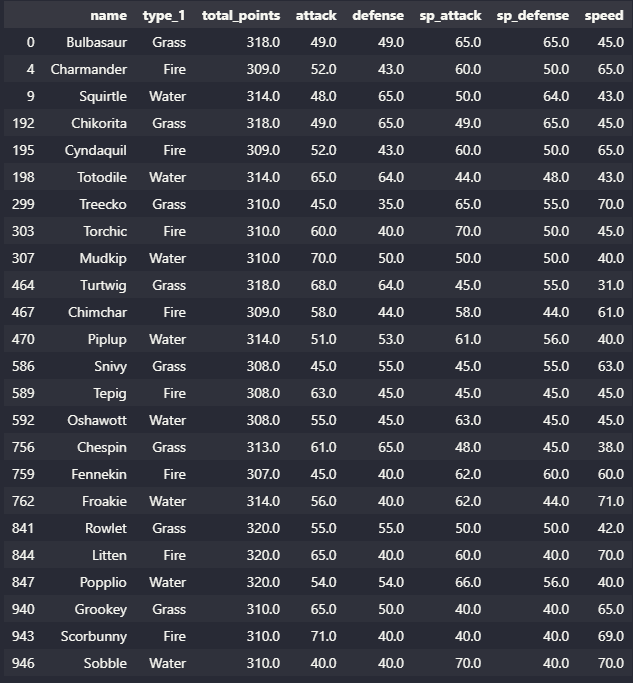 name type_1 total_points attack defense sp_attack sp_defense speed
0 Bulbasaur Grass 318.0 49.0 49.0 65.0 65.0 45.0
4 Charmander Fire 309.0 52.0 43.0 60.0 50.0 65.0
9 Squirtle Water 314.0 48.0 65.0 50.0 64.0 43.0
192 Chikorita Grass 318.0 49.0 65.0 49.0 65.0 45.0
195 Cyndaquil Fire 309.0 52.0 43.0 60.0 50.0 65.0
198 Totodile Water 314.0 65.0 64.0 44.0 48.0 43.0
299 Treecko Grass 310.0 45.0 35.0 65.0 55.0 70.0
303 Torchic Fire 310.0 60.0 40.0 70.0 50.0 45.0
307 Mudkip Water 310.0 70.0 50.0 50.0 50.0 40.0
464 Turtwig Grass 318.0 68.0 64.0 45.0 55.0 31.0
467 Chimchar Fire 309.0 58.0 44.0 58.0 44.0 61.0
470 Piplup Water 314.0 51.0 53.0 61.0 56.0 40.0
586 Snivy Grass 308.0 45.0 55.0 45.0 55.0 63.0
589 Tepig Fire 308.0 63.0 45.0 45.0 45.0 45.0
592 Oshawott Water 308.0 55.0 45.0 63.0 45.0 45.0
756 Chespin Grass 313.0 61.0 65.0 48.0 45.0 38.0
759 Fennekin Fire 307.0 45.0 40.0 62.0 60.0 60.0
762 Froakie Water 314.0 56.0 40.0 62.0 44.0 71.0
841 Rowlet Grass 320.0 55.0 55.0 50.0 50.0 42.0
844 Litten Fire 320.0 65.0 40.0 60.0 40.0 70.0
847 Popplio Water 320.0 54.0 54.0 66.0 56.0 40.0
940 Grookey Grass 310.0 65.0 50.0 40.0 40.0 65.0
943 Scorbunny Fire 310.0 71.0 40.0 40.0 40.0 69.0
946 Sobble Water 310.0 40.0 40.0 70.0 40.0 70.0